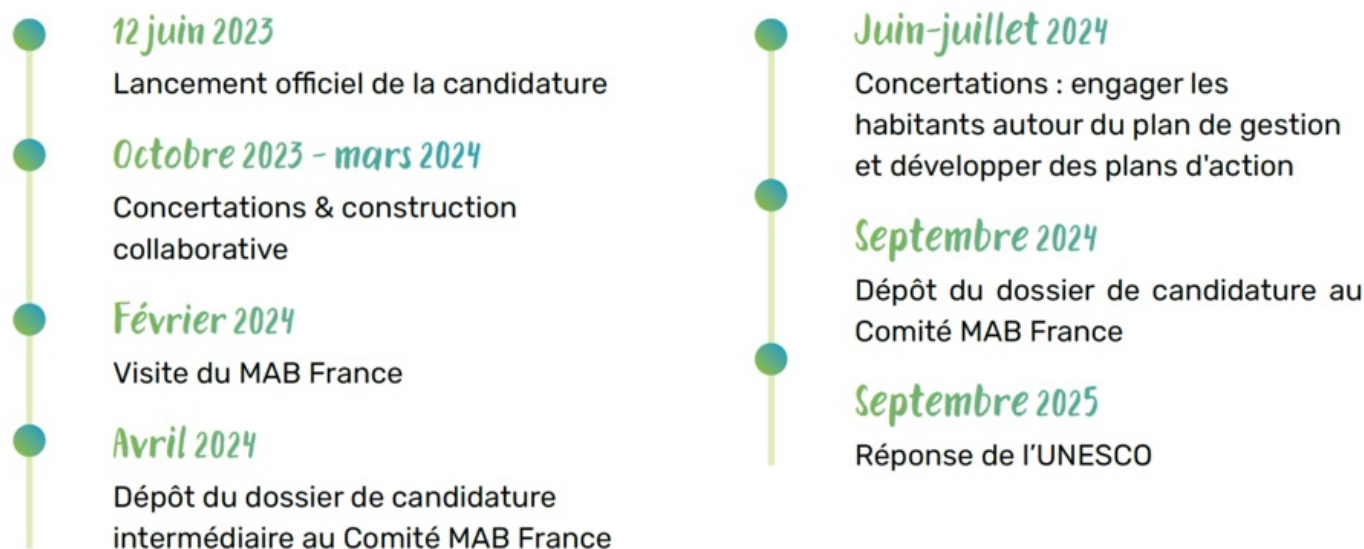 12 juin 2023
Lancement officiel de la candidature
Octobre 2023 - mars 2024
Concertations & construction
collaborative
Février 2024
Visite du MAB France
Avril 2024
Dépôt du dossier de candidature
intermédiaire au Comité MAB France
Juin-juillet 2024
Concertations : engager les
habitants autour du plan de gestion
et développer des plans d'action
Septembre 2024
Dépôt du dossier de candidature au
Comité MAB France
Septembre 2025
Réponse de l’UNESCO